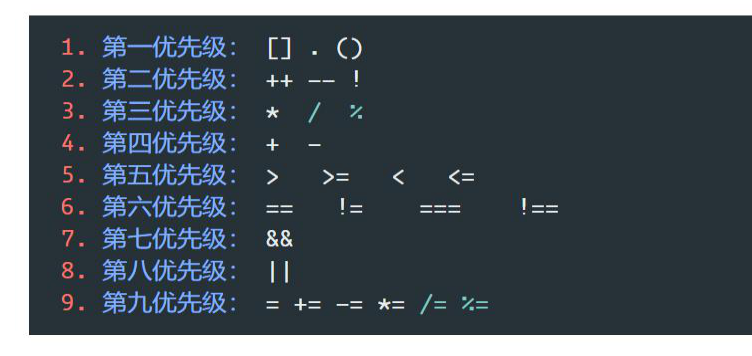 1. 第一优先级: [] . ()
2. 第二优先级: ++ -- !
3. 第三优先级: * / %
4. 第四优先级: + -
5. 第五优先级: > >= < <=
6. 第六优先级: == != === !==
7. 第七优先级: &&
8. 第八优先级: ||
9. 第九优先级: = += -= *= /= %=